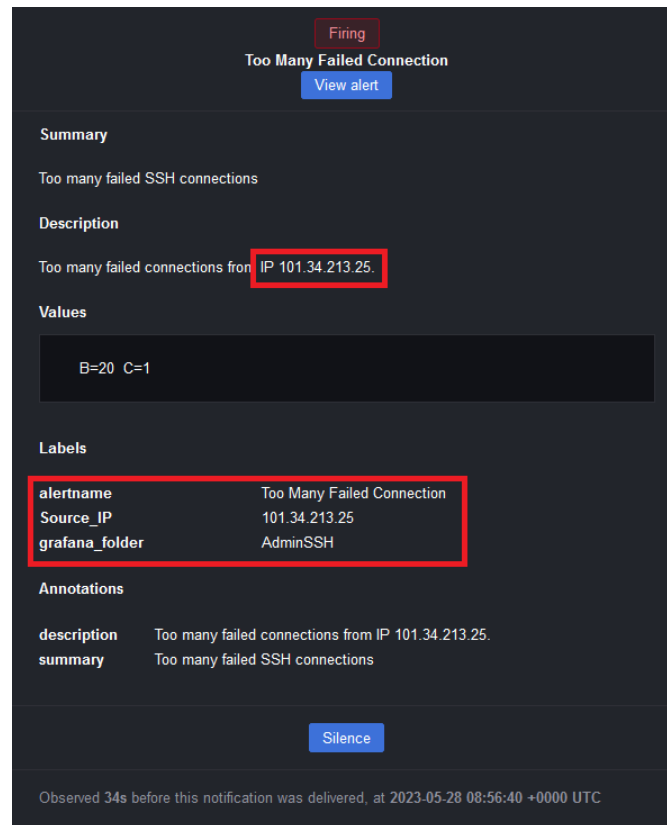 Firing
Too Many Failed Connection
View alert
Summary
Too many failed SSH connections
Description
Too many failed connections from IP 101.34.213.25.
Values
B=20 C=1
Labels
alertname Too Many Failed Connection
Source_IP 101.34.213.25
grafana_folder AdminSSH
Annotations
description Too many failed connections from IP 101.34.213.25.
summary Too many failed SSH connections
Silence
Observed 34s before this notification was delivered, at 2023-05-28 08:56:40 +0000 UTC